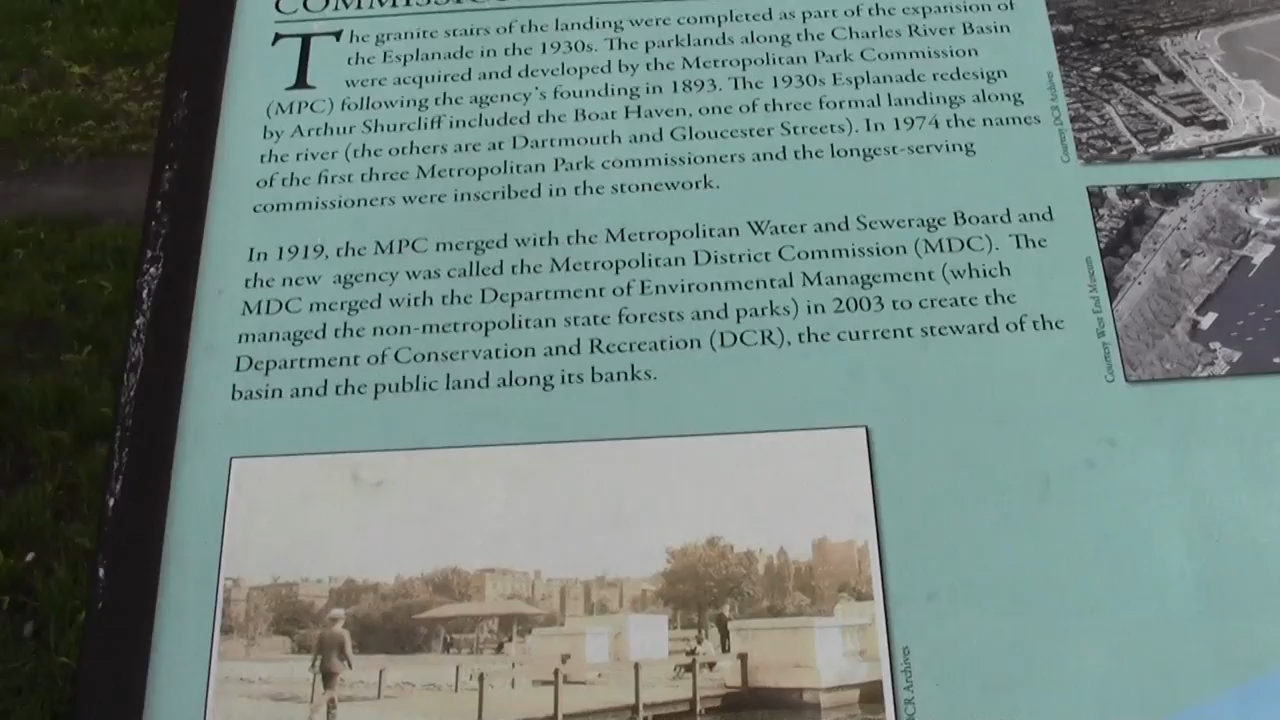 The granite stairs of the landing were completed as part of the expansion of
the Esplanade in the 1930s. The parklands along the Charles River Basin
were acquired and developed by the Metropolitan Park Commission
(MPC) following the agency's founding in 1893. The 1930s Esplanade redesign
by Arthur Shurcliff included the Boat Haven, one of three formal landings along
the river (the others are at Dartmouth and Gloucester Streets). In 1974 the names
of the first three Metropolitan Park commissioners and the longest-serving
commissioners were inscribed in the stonework.
In 1919, the MPC merged with the Metropolitan Water and Sewerage Board and
the new agency was called the Metropolitan District Commission (MDC). The
MDC merged with the Department of Environmental Management (which
managed the non-metropolitan state forests and parks) in 2003 to create the
Department of Conservation and Recreation (DCR), the current steward of the
basin and the public land along its banks.
Courtesy DCR Archives
Courtesy West End Museum
DCR Archives